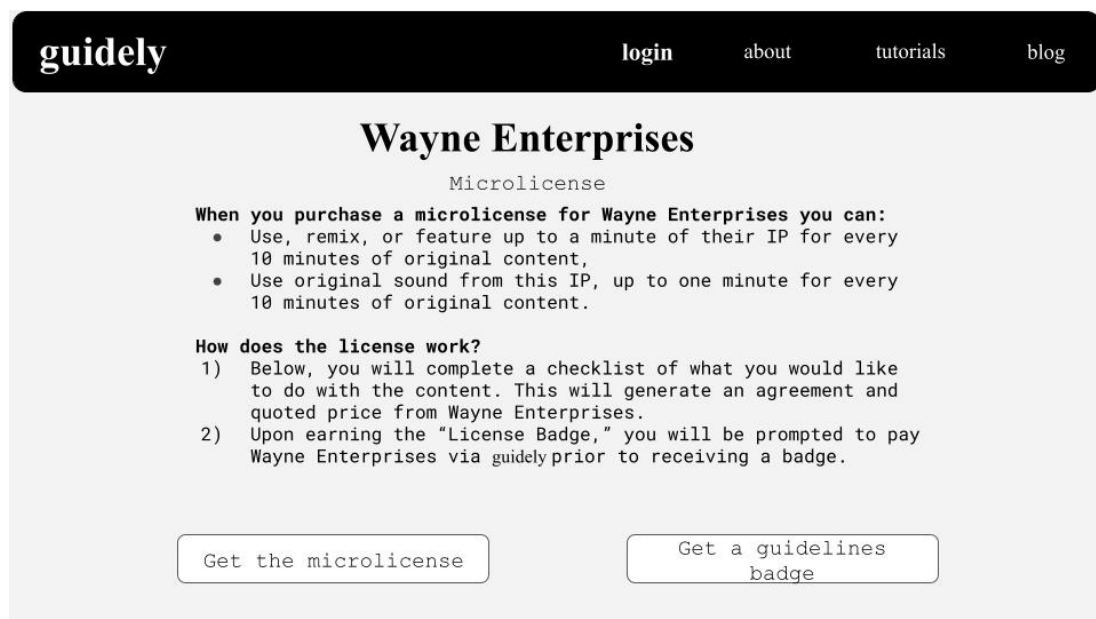 guidely
login about tutorials blog
Wayne Enterprises
Microlicense
When you purchase a microlicense for Wayne Enterprises you can:
● Use, remix, or feature up to a minute of their IP for every
10 minutes of original content,
● Use original sound from this IP, up to one minute for every
10 minutes of original content.
How does the license work?
1) Below, you will complete a checklist of what you would like
to do with the content. This will generate an agreement and
quoted price from Wayne Enterprises.
2) Upon earning the “License Badge,” you will be prompted to pay
Wayne Enterprises via guidely prior to receiving a badge.
Get the microlicense
Get a guidelines
badge